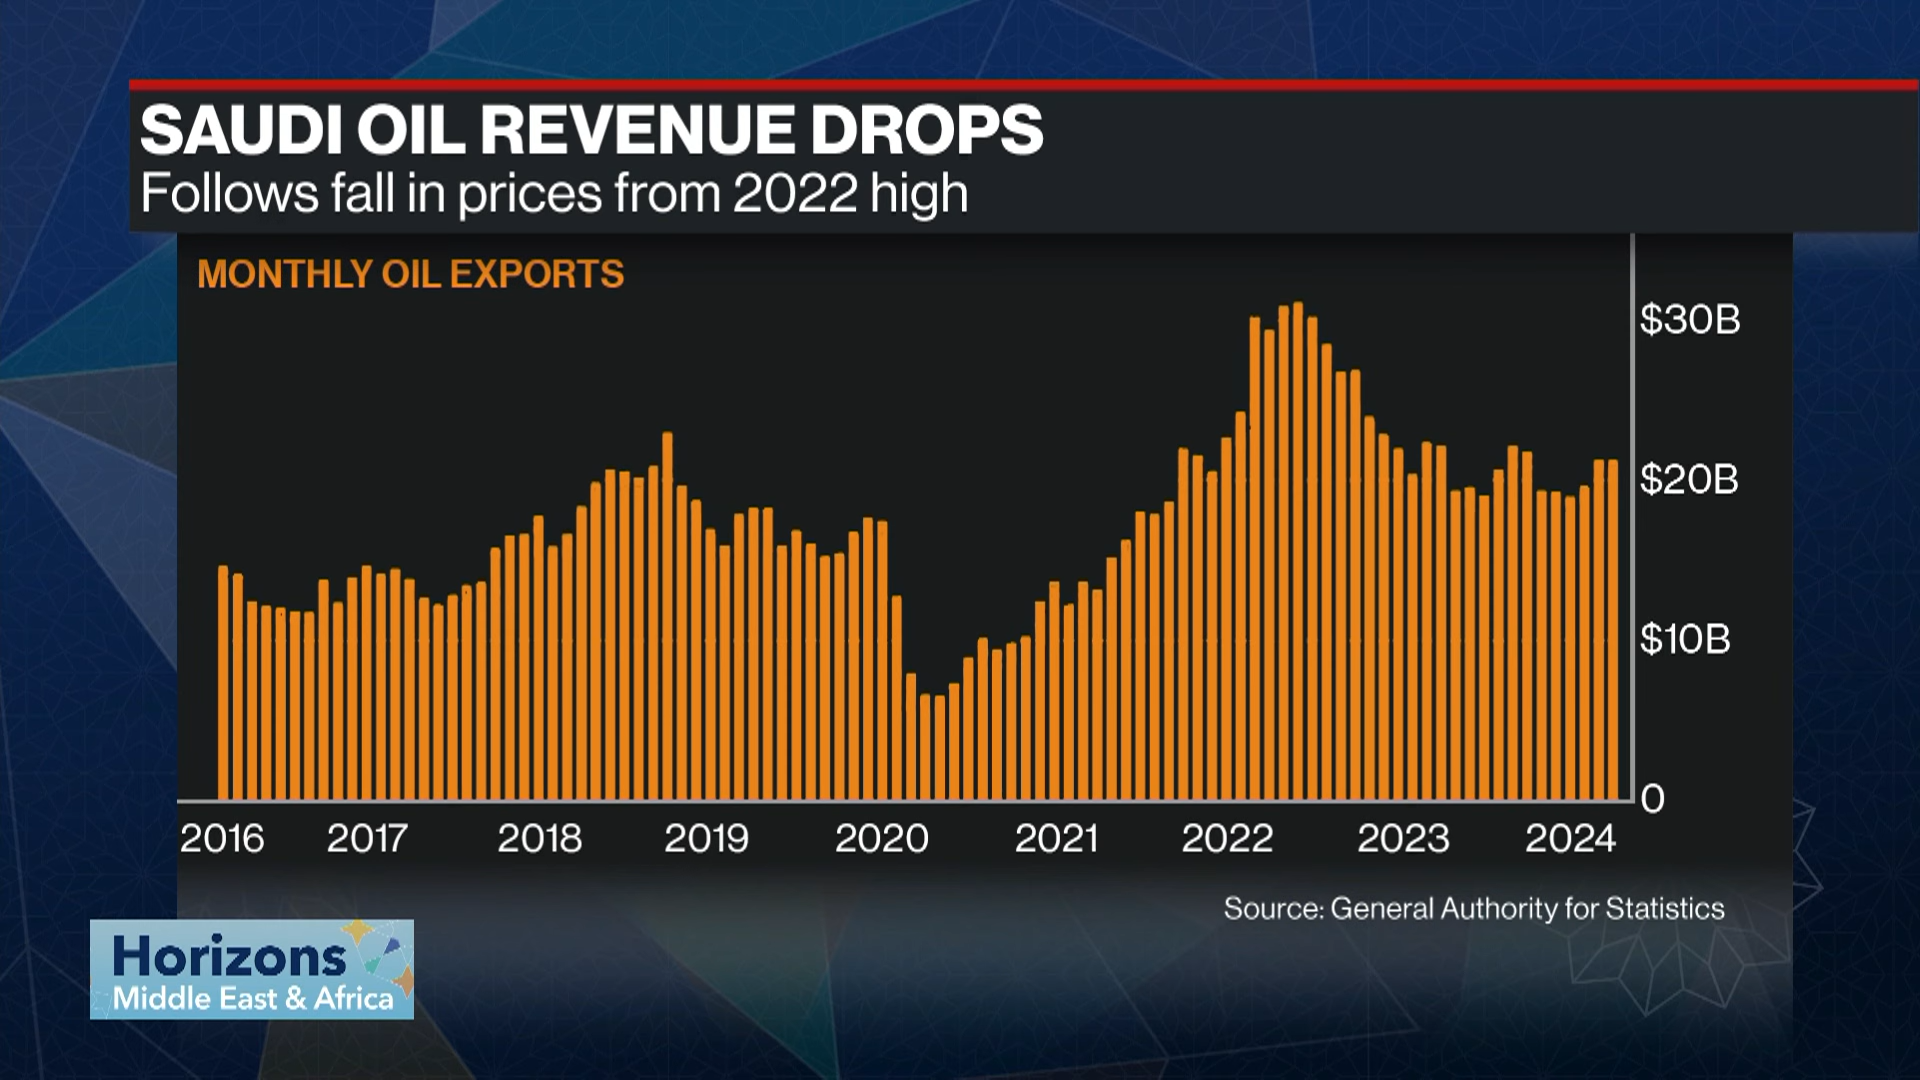 SAUDI OIL REVENUE DROPS
Follows fall in prices from 2022 high
MONTHLY OIL EXPORTS
$30B
$20B
$10B
0
2016 2017 2018 2019 2020 2021 2022 2023 2024
Source: General Authority for Statistics
Horizons
Middle East & Africa